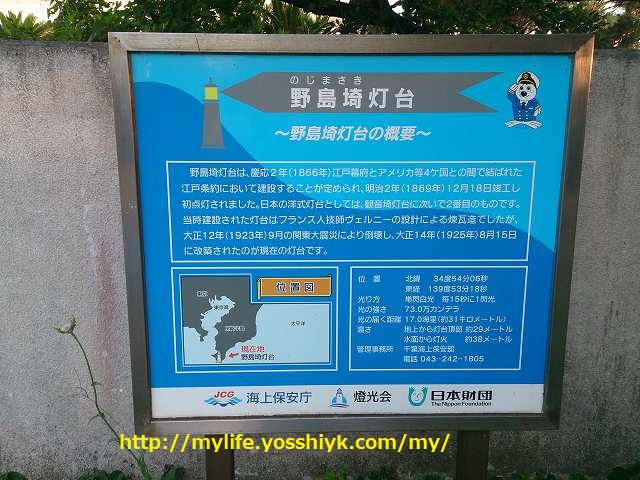 のじまさき
野島埼灯台
～野島埼灯台の概要～
野島埼灯台は、慶応2年(1866年)江戸幕府とアメリカ等4ケ国との間で結ばれた
江戸条約において建設することが定められ、明治2年(1869年)12月18日竣工し
初点灯されました。日本の洋式灯台としては、観音埼灯台に次いで2番目のものです。
当時建設された灯台はフランス人技師ヴェルニーの設計による煉瓦造でしたが、
大正12年(1923年)9月の関東大震災により倒壊し、大正14年(1925年)8月15日
に改築されたのが現在の灯台です。
位置図
東京湾
太平洋
現在地
野島埼灯台
位 置 北緯 34度54分06秒
東経 139度53分18秒
光り方 単閃白光 毎15秒に1閃光
光の強さ 73.0万カンデラ
光の届く距離 17.0海里(約31キロメートル)
高さ 地上から灯台頂部 約29メートル
水面から灯火 約38メートル
管理事務所 千葉海上保安部
電話 043-242-1805
JCG 海上保安庁 燈光会 日本財団
The Nippon Foundation
http://mylife.yosshiyk.com/my/